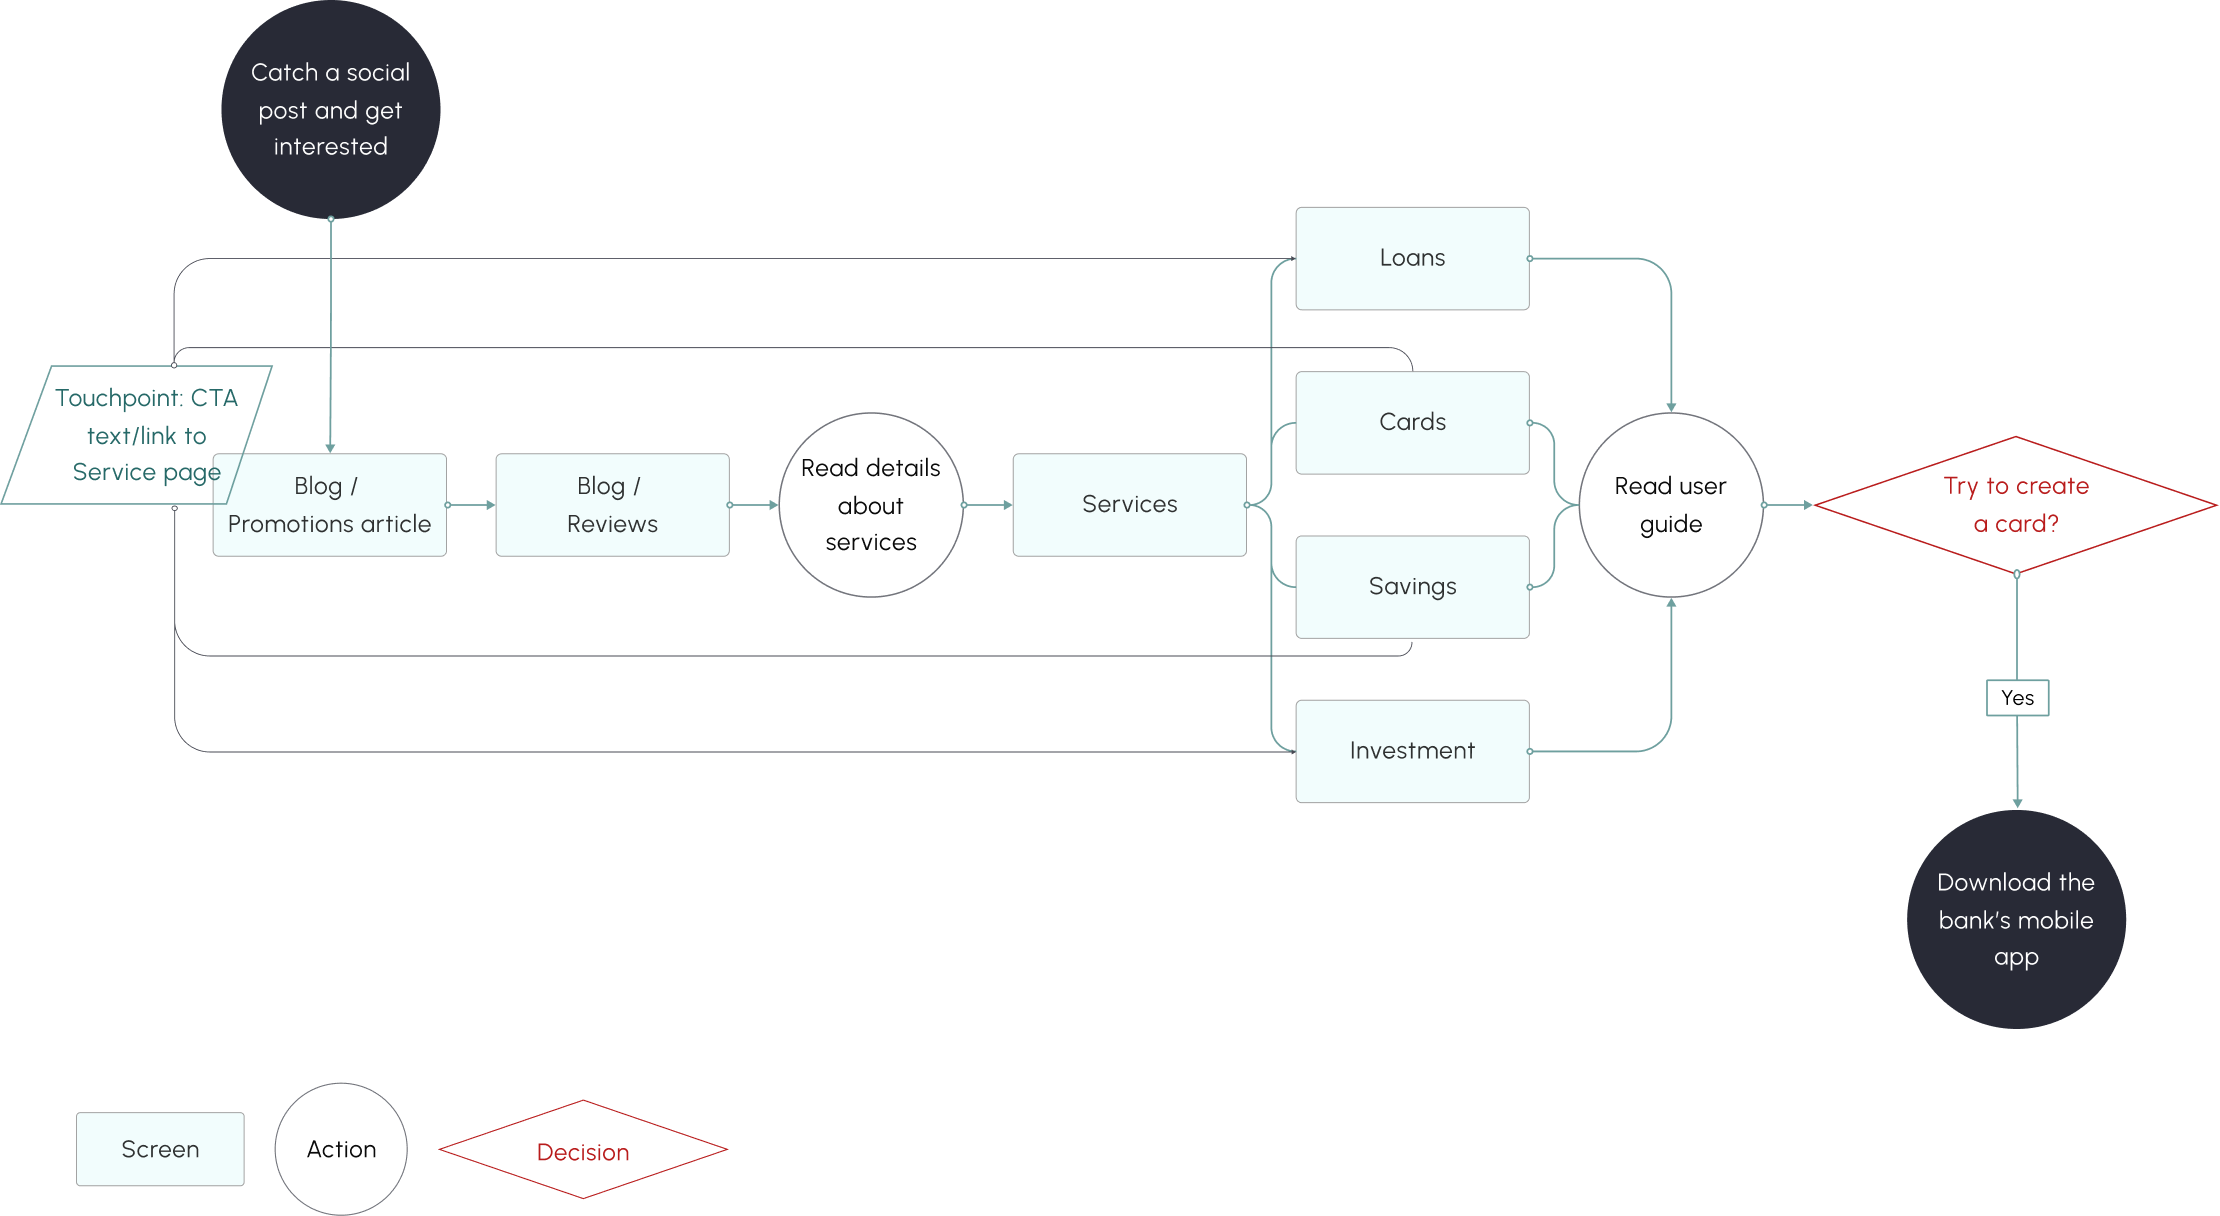 Catch a social
post and get
interested
Touchpoint: CTA
text/link to
Service page
Blog /
Promotions article
Blog /
Reviews
Read details
about
services
Services
Loans
Cards
Savings
Investment
Read user
guide
Try to create
a card?
Yes
Download the
bank's mobile
app
Screen
Action
Decision